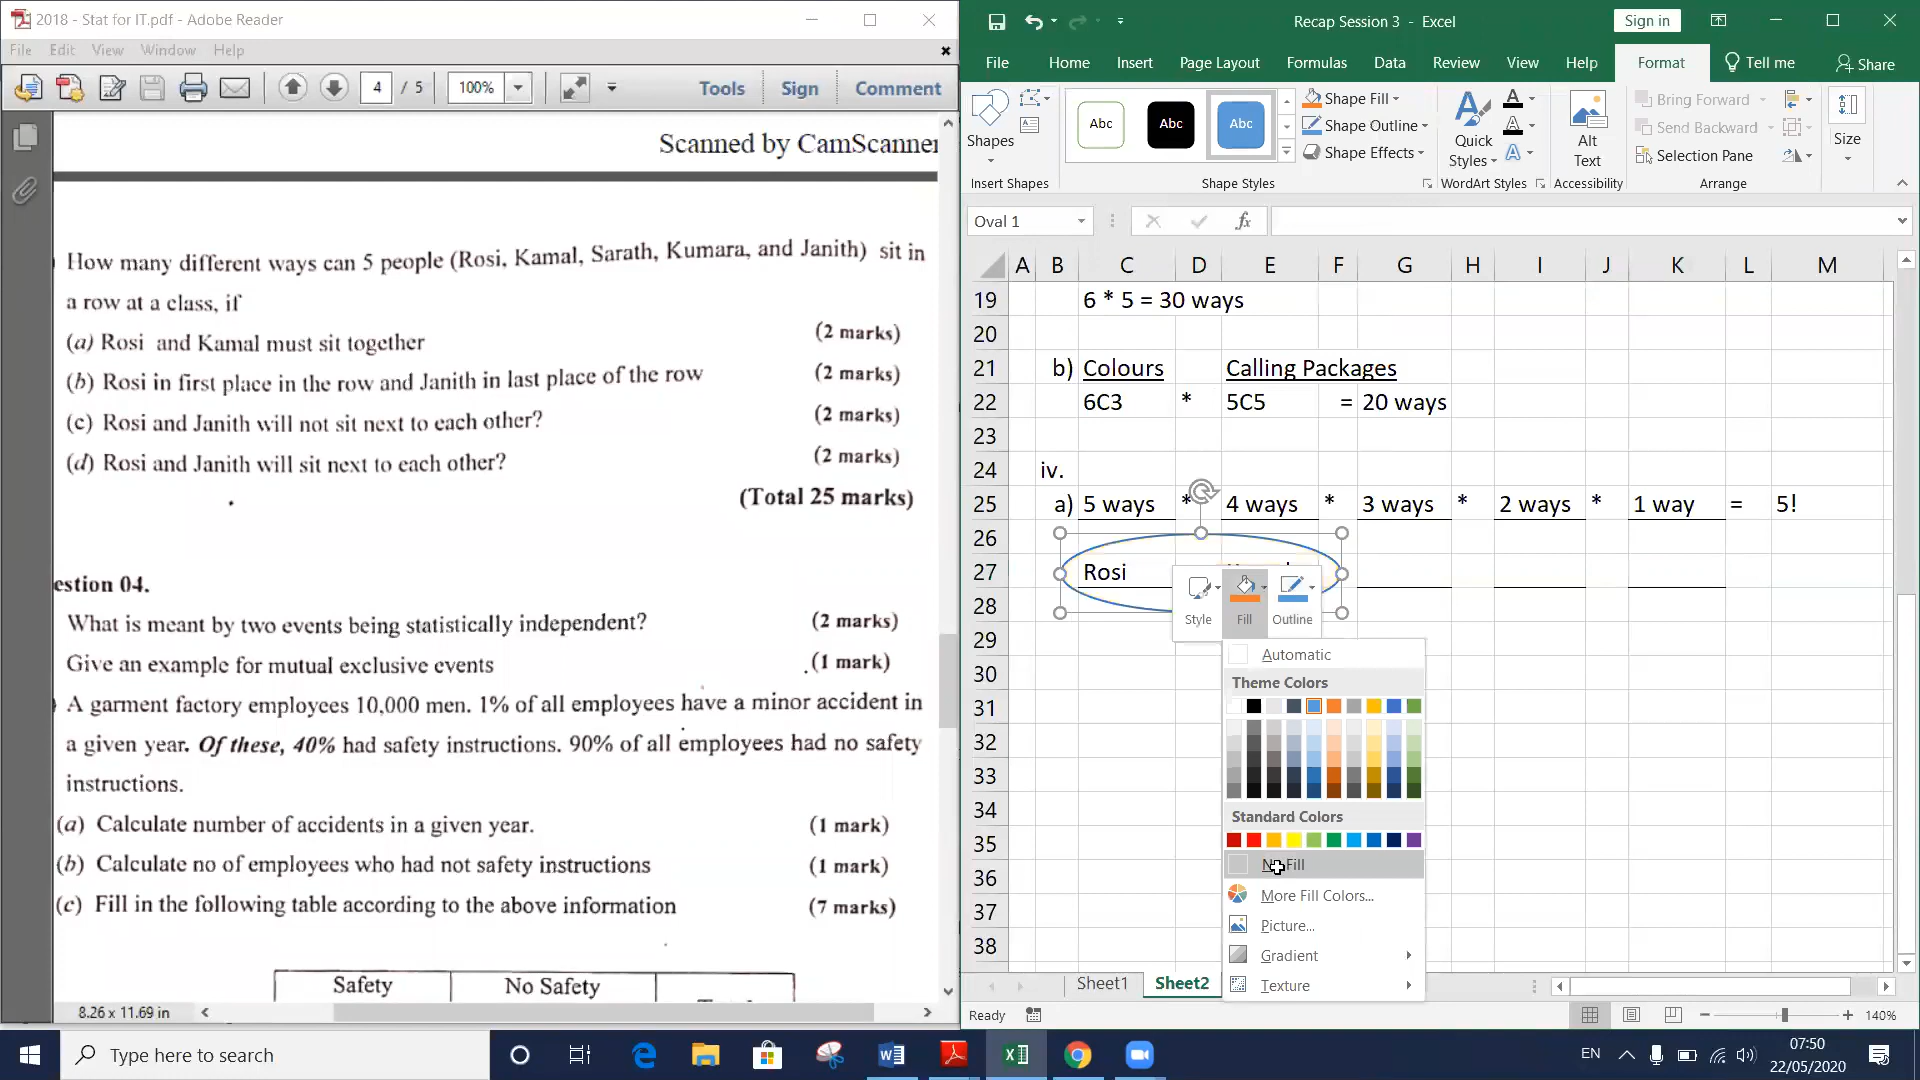 2018 - Stat for IT.pdf - Adobe Reader
File Edit View Window Help
4 / 5 100% Tools Sign Comment
Scanned by CamScanner
How many different ways can 5 people (Rosi, Kamal, Sarath, Kumara, and Janith) sit in
a row at a class, if
(a) Rosi and Kamal must sit together (2 marks)
(b) Rosi in first place in the row and Janith in last place of the row (2 marks)
(c) Rosi and Janith will not sit next to each other? (2 marks)
(d) Rosi and Janith will sit next to each other? (2 marks)
(Total 25 marks)
estion 04.
What is meant by two events being statistically independent? (2 marks)
Give an example for mutual exclusive events (1 mark)
A garment factory employees 10,000 men. 1% of all employees have a minor accident in
a given year. Of these, 40% had safety instructions. 90% of all employees had no safety
instructions.
(a) Calculate number of accidents in a given year. (1 mark)
(b) Calculate no of employees who had not safety instructions (1 mark)
(c) Fill in the following table according to the above information (7 marks)
Safety No Safety
8.26 x 11.69 in
Recap Session 3 - Excel Sign in
File Home Insert Page Layout Formulas Data Review View Help Format Tell me Share
Shapes
Insert Shapes
Abc Abc Abc
Shape Fill
Shape Outline
Shape Effects
Shape Styles
Quick Styles
WordArt Styles
Alt Text
Accessibility
Bring Forward
Send Backward
Selection Pane
Arrange
Size
Oval 1 fx
A B C D E F G H I J K L M
19 6 * 5 = 30 ways
20
21 b) Colours Calling Packages
22 6C3 * 5C5 = 20 ways
23
24 iv.
25 a) 5 ways * 4 ways * 3 ways * 2 ways * 1 way = 5!
26
27 Rosi
28
29
30
31
32
33
34
35
36
37
38
Style Fill Outline
Automatic
Theme Colors
Standard Colors
No Fill
More Fill Colors...
Picture...
Gradient
Texture
Sheet1 Sheet2
Ready 140%
Type here to search
EN 07:50
22/05/2020